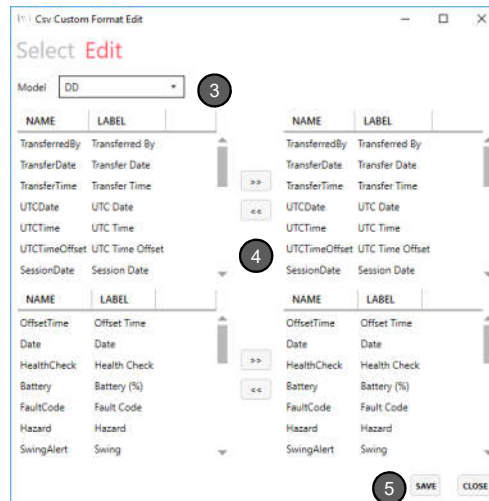 Csv Custom Format Edit
Select Edit
Model DD 3
NAME LABEL NAME LABEL
TransferredBy Transferred By TransferredBy Transferred By
TransferDate Transfer Date TransferDate Transfer Date
TransferTime Transfer Time >> TransferTime Transfer Time
UTCDate UTC Date << UTCDate UTC Date
UTCTime UTC Time UTCTime UTC Time
UTCTimeOffset UTC Time Offset 4 UTCTimeOffset UTC Time Offset
SessionDate Session Date SessionDate Session Date
NAME LABEL NAME LABEL
OffsetTime Offset Time OffsetTime Offset Time
Date Date Date Date
HealthCheck Health Check >> HealthCheck Health Check
Battery Battery (%) << Battery Battery (%)
FaultCode Fault Code FaultCode Fault Code
Hazard Hazard Hazard Hazard
SwingAlert Swing SwingAlert Swing
5 SAVE CLOSE